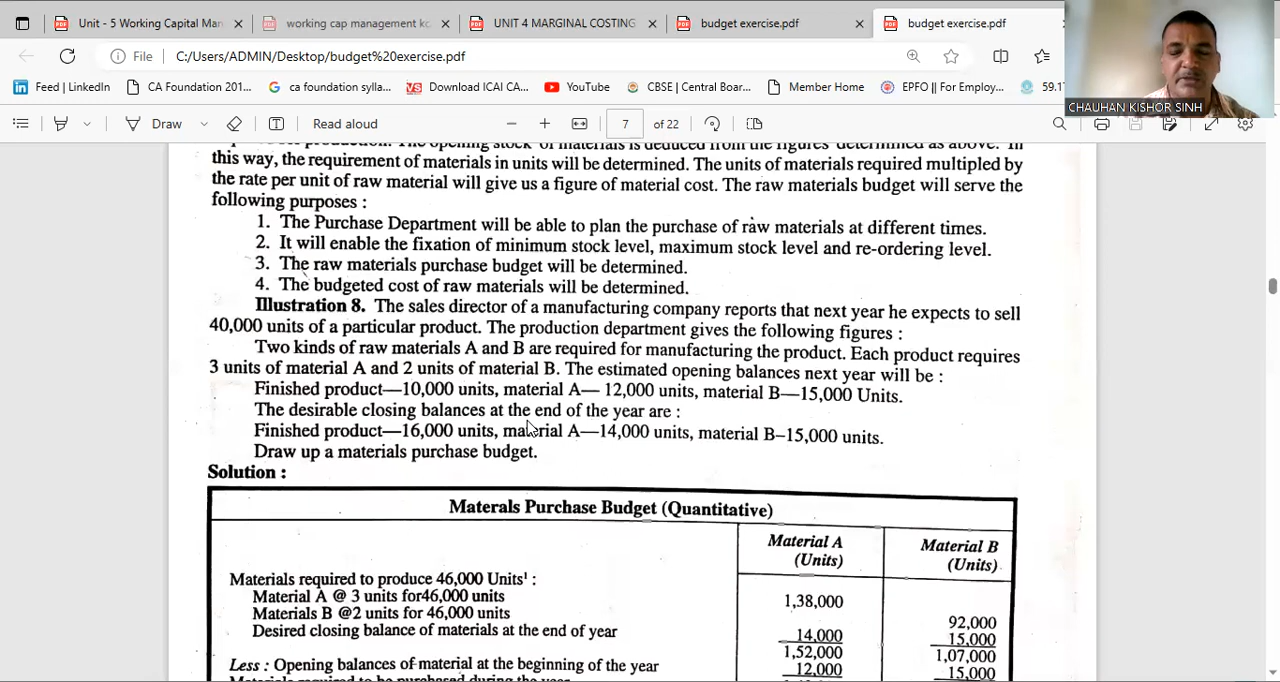 Unit - 5 Working Capital Man
working cap management kc
UNIT 4 MARGINAL COSTING
budget exercise.pdf
budget exercise.pdf
File C:/Users/ADMIN/Desktop/budget%20exercise.pdf
Feed | LinkedIn
CA Foundation 201...
ca foundation sylla...
Download ICAI CA...
YouTube
CBSE | Central Boar...
Member Home
EPFO || For Employ...
59.1
CHAUHAN KISHOR SINH
Draw
Read aloud
7 of 22
of materials is deduced from the figures determined as above. In
this way, the requirement of materials in units will be determined. The units of materials required multipled by
the rate per unit of raw material will give us a figure of material cost. The raw materials budget will serve the
following purposes :
1. The Purchase Department will be able to plan the purchase of raw materials at different times.
2. It will enable the fixation of minimum stock level, maximum stock level and re-ordering level.
3. The raw materials purchase budget will be determined.
4. The budgeted cost of raw materials will be determined.
Illustration 8. The sales director of a manufacturing company reports that next year he expects to sell
40,000 units of a particular product. The production department gives the following figures :
Two kinds of raw materials A and B are required for manufacturing the product. Each product requires
3 units of material A and 2 units of material B. The estimated opening balances next year will be :
Finished product—10,000 units, material A— 12,000 units, material B—15,000 Units.
The desirable closing balances at the end of the year are :
Finished product—16,000 units, material A—14,000 units, material B–15,000 units.
Draw up a materials purchase budget.
Solution :
Materals Purchase Budget (Quantitative)
Material A
(Units)
Material B
(Units)
Materials required to produce 46,000 Units¹ :
Material A @ 3 units for46,000 units 1,38,000
Materials B @2 units for 46,000 units 92,000
Desired closing balance of materials at the end of year 14,000 15,000
1,52,000 1,07,000
Less : Opening balances of material at the beginning of the year 12,000 15,000